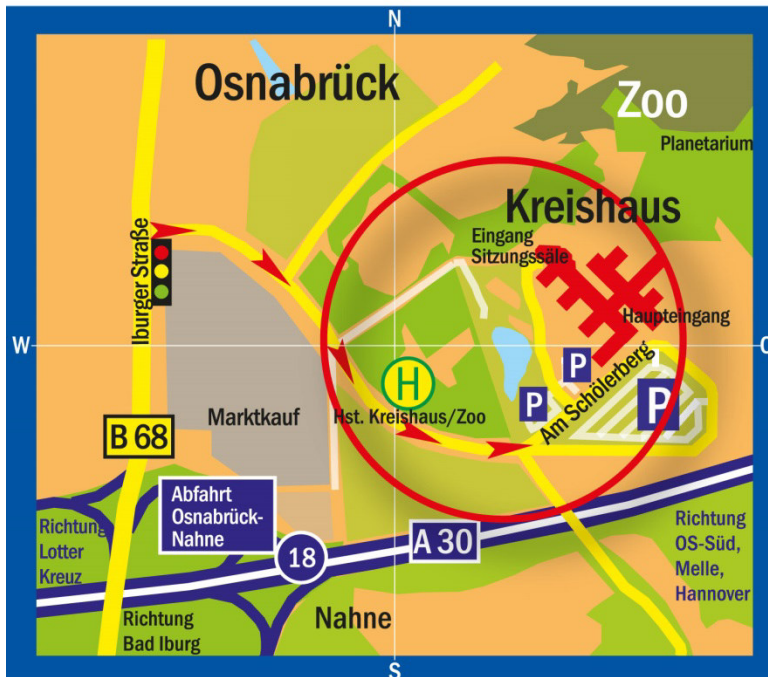 N
Osnabrück
Zoo
Planetarium
Kreishaus
Eingang
Sitzungssäle
Iburger Straße
Haupteingang
W
O
H
P
P
P
Am Schölerberg
Marktkauf
Hst. Kreishaus/Zoo
B 68
Abfahrt
Osnabrück-
Nahne
18
A 30
Richtung
Lotter
Kreuz
Richtung
OS-Süd,
Melle,
Hannover
Richtung
Bad Iburg
Nahne
S